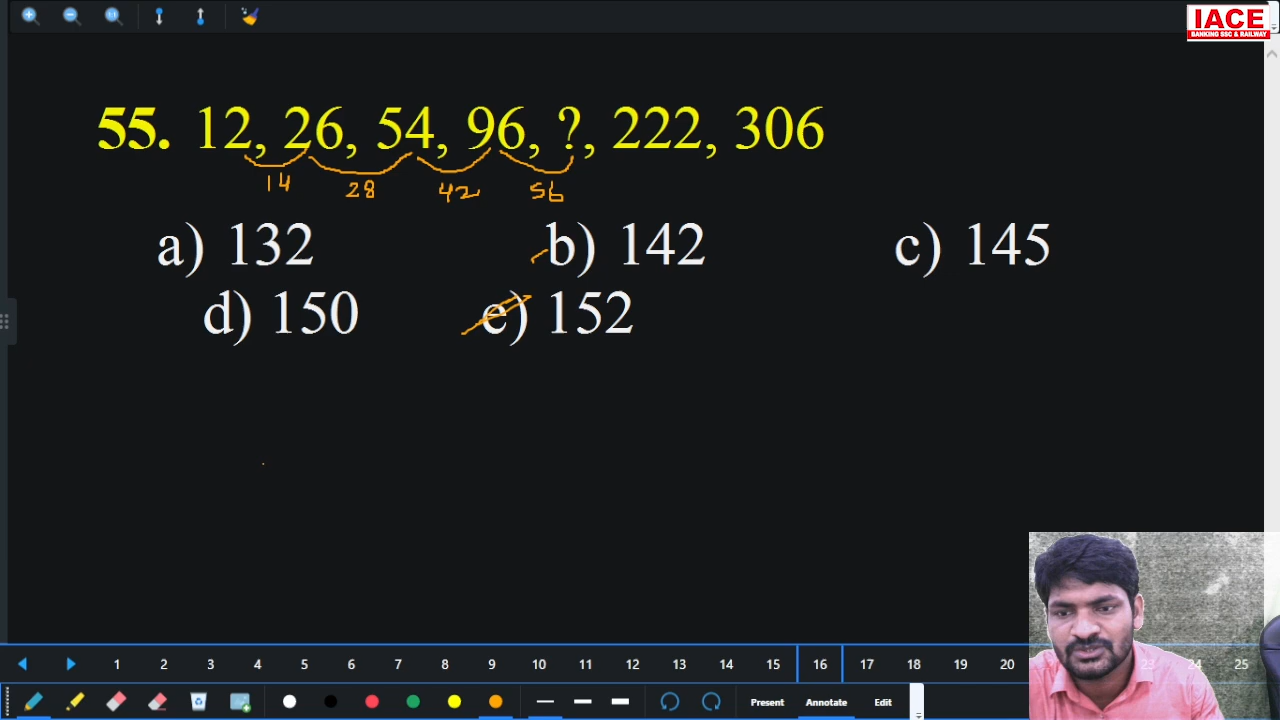 IACE
BANKING SSC & RAILWAY
55. 12, 26, 54, 96, ?, 222, 306
14 28 42 56
a) 132 b) 142 c) 145
d) 150 e) 152
1 2 3 4 5 6 7 8 9 10 11 12 13 14 15 16 17 18 19 20 23 24 25
Present Annotate Edit